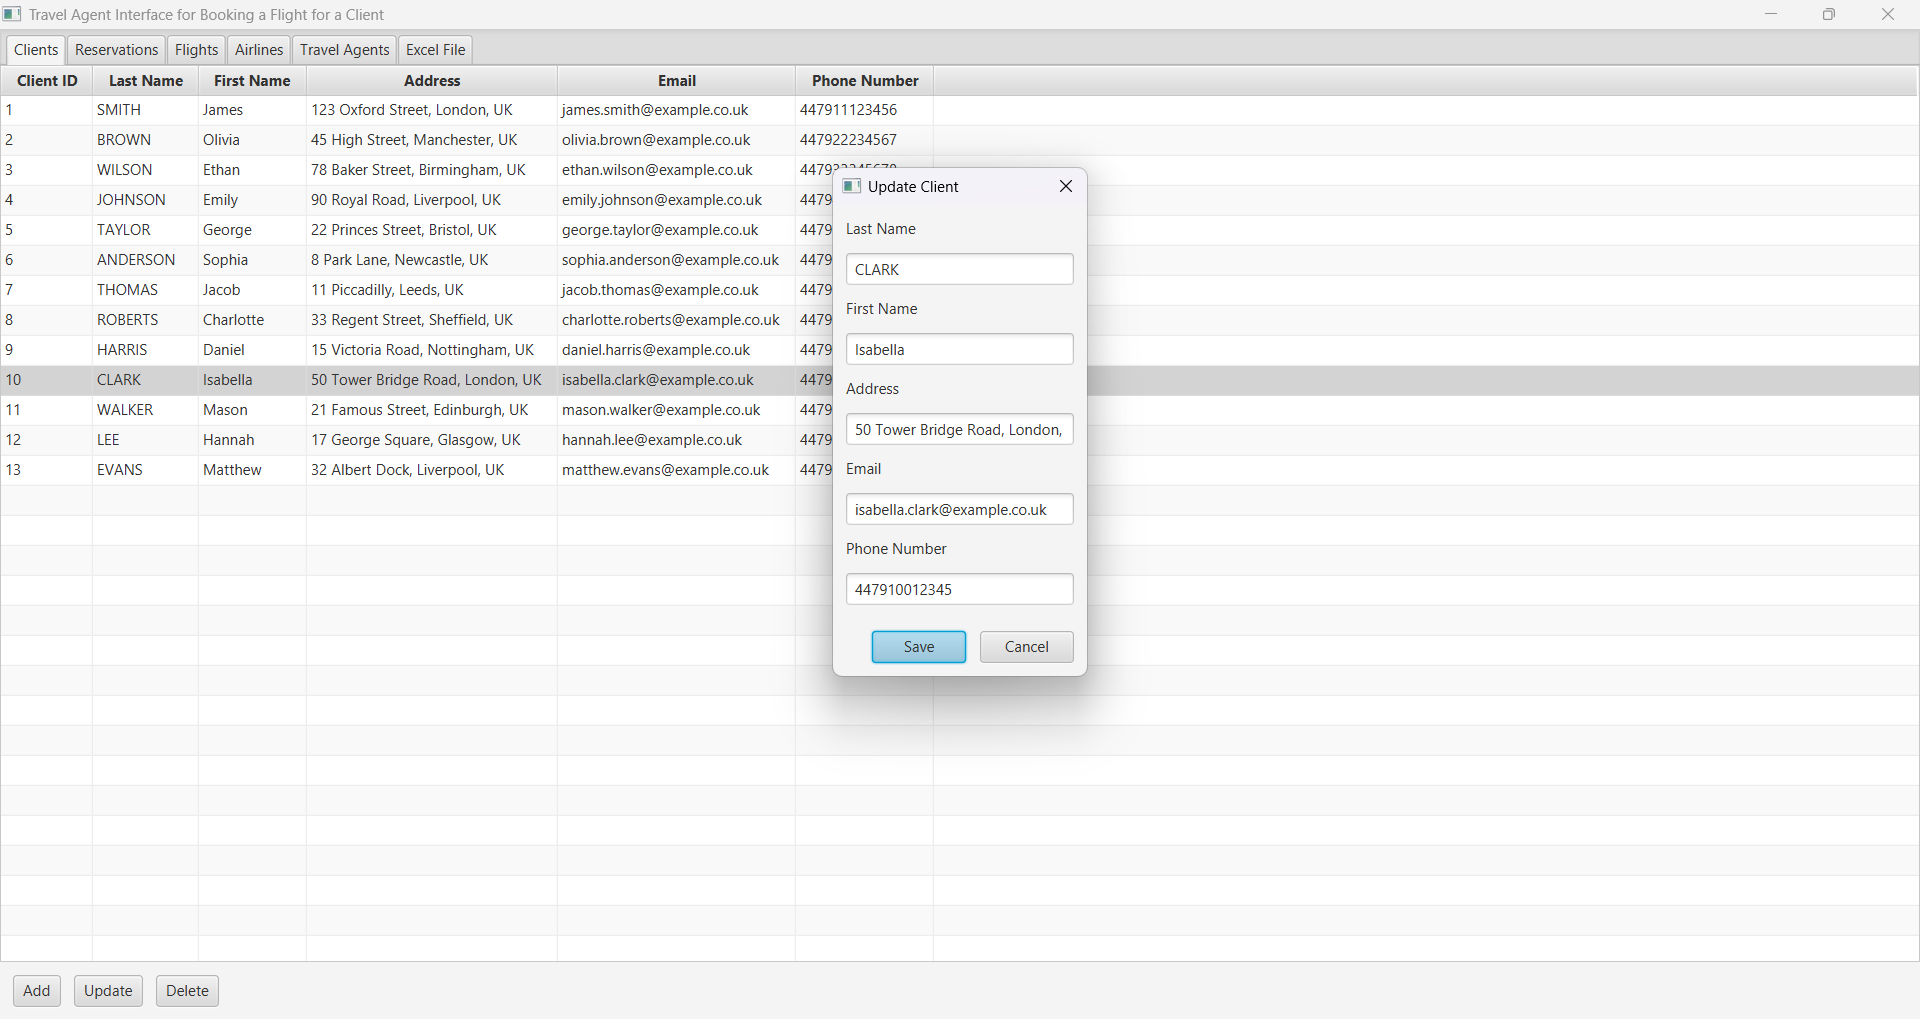 Travel Agent Interface for Booking a Flight for a Client
Clients Reservations Flights Airlines Travel Agents Excel File
Client ID Last Name First Name Address Email Phone Number
1 SMITH James 123 Oxford Street, London, UK james.smith@example.co.uk 447911123456
2 BROWN Olivia 45 High Street, Manchester, UK olivia.brown@example.co.uk 447922234567
3 WILSON Ethan 78 Baker Street, Birmingham, UK ethan.wilson@example.co.uk
4 JOHNSON Emily 90 Royal Road, Liverpool, UK emily.johnson@example.co.uk 4479
5 TAYLOR George 22 Princes Street, Bristol, UK george.taylor@example.co.uk 4479
6 ANDERSON Sophia 8 Park Lane, Newcastle, UK sophia.anderson@example.co.uk 4479
7 THOMAS Jacob 11 Piccadilly, Leeds, UK jacob.thomas@example.co.uk 4479
8 ROBERTS Charlotte 33 Regent Street, Sheffield, UK charlotte.roberts@example.co.uk 4479
9 HARRIS Daniel 15 Victoria Road, Nottingham, UK daniel.harris@example.co.uk 4479
10 CLARK Isabella 50 Tower Bridge Road, London, UK isabella.clark@example.co.uk 4479
11 WALKER Mason 21 Famous Street, Edinburgh, UK mason.walker@example.co.uk 4479
12 LEE Hannah 17 George Square, Glasgow, UK hannah.lee@example.co.uk 4479
13 EVANS Matthew 32 Albert Dock, Liverpool, UK matthew.evans@example.co.uk 4479
Update Client
Last Name
CLARK
First Name
Isabella
Address
50 Tower Bridge Road, London,
Email
isabella.clark@example.co.uk
Phone Number
447910012345
Save Cancel
Add Update Delete